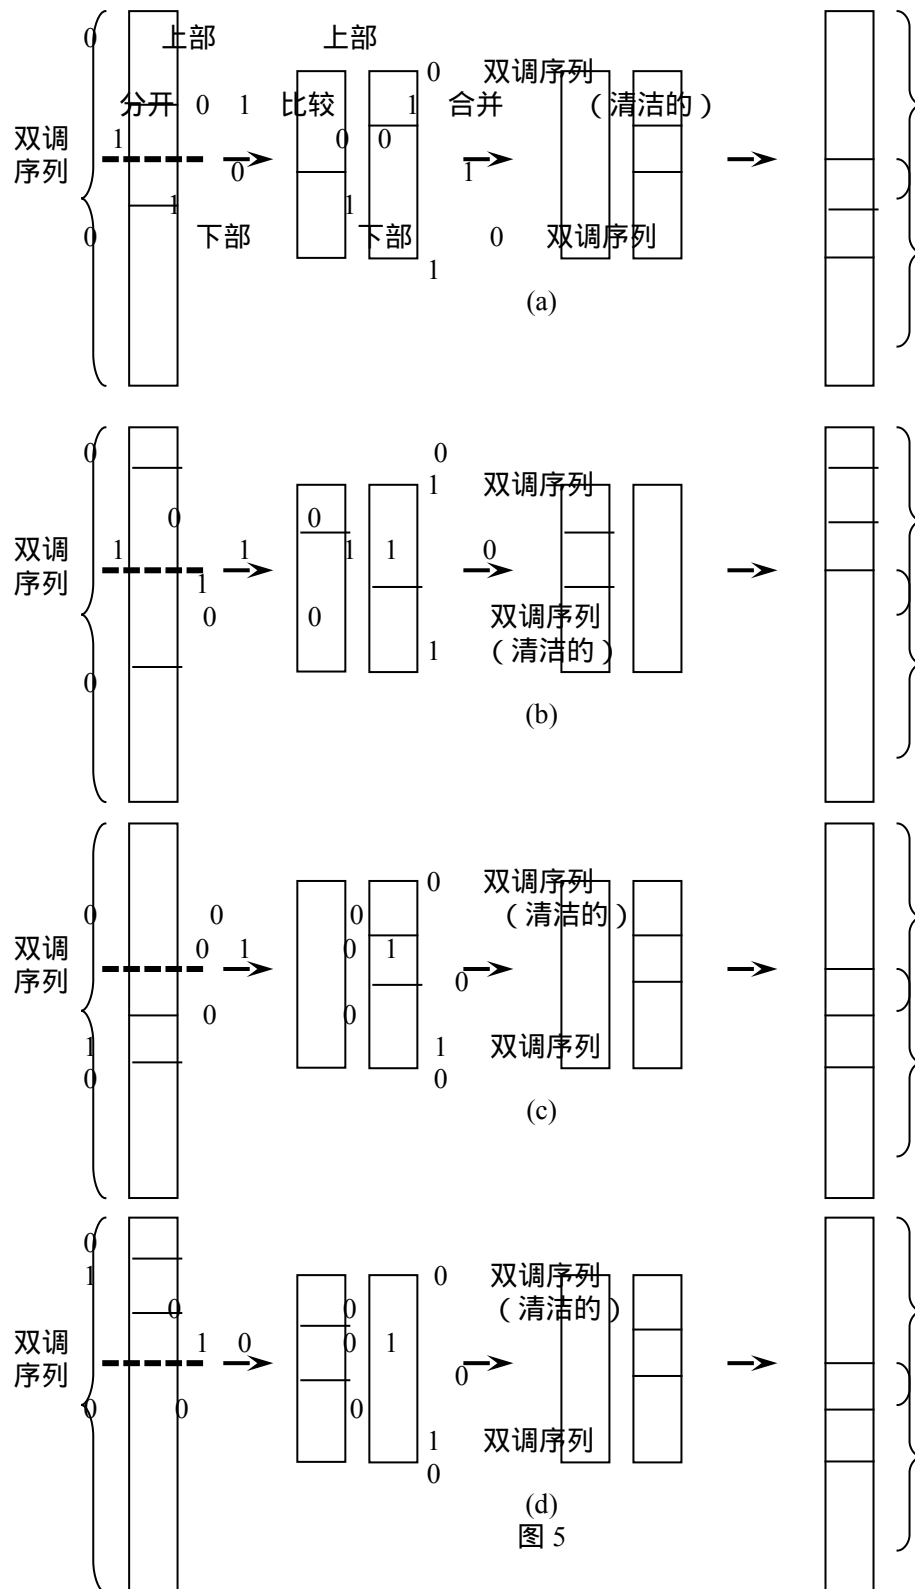 0 上部 上部
0 双调序列
分开 0 1 比较 1 合并 （清洁的）
双调 1 0 0
序列 0 1
1 1
0 下部 下部 0 双调序列
1
(a)
0 0
1 双调序列
0 0
双调 1 1 1 1 0
序列 1
0 0 双调序列
1 （清洁的）
0
(b)
0 双调序列
0 0 0 （清洁的）
双调 0 1 0 1
序列 0
0 0
1 1 双调序列
0 0
(c)
0
1 0 双调序列
0 0 （清洁的）
双调 1 0 0 1
序列 0
0 0 0
1 双调序列
0
(d)
图 5